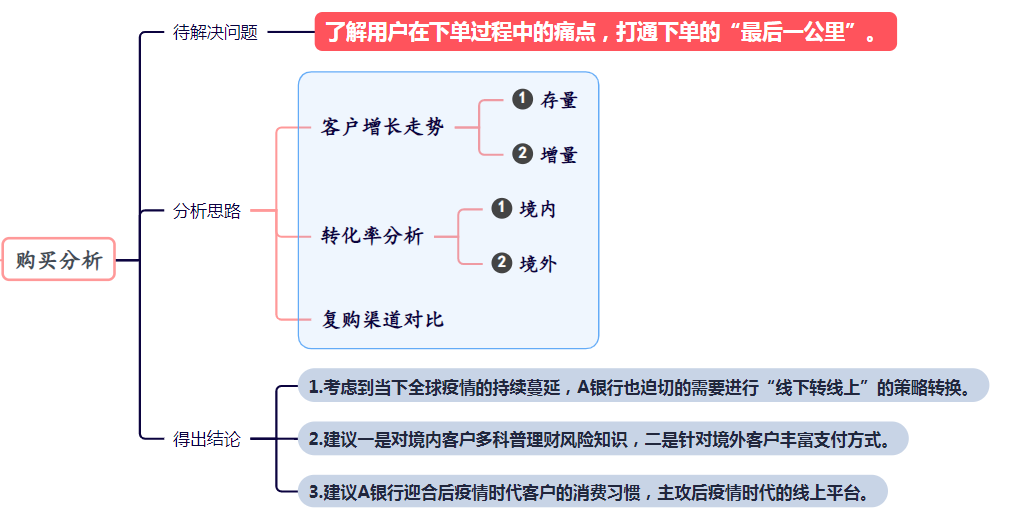 待解决问题
了解用户在下单过程中的痛点，打通下单的“最后一公里”。
购买分析
分析思路
客户增长走势
1 存量
2 增量
转化率分析
1 境内
2 境外
复购渠道对比
得出结论
1.考虑到当下全球疫情的持续蔓延，A银行也迫切的需要进行“线下转线上”的策略转换。
2.建议一是对境内客户多科普理财风险知识，二是针对境外客户丰富支付方式。
3.建议A银行迎合后疫情时代客户的消费习惯，主攻后疫情时代的线上平台。